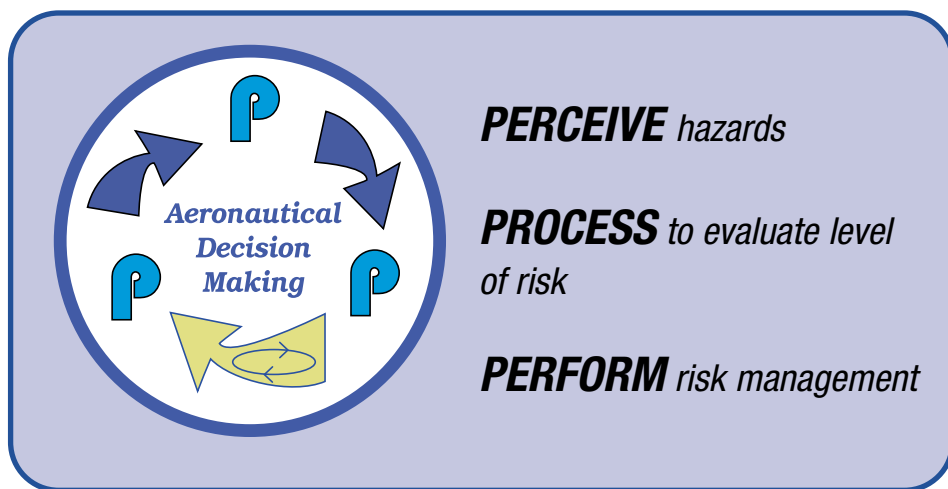 P
Aeronautical
Decision
Making
P
P
PERCEIVE hazards
PROCESS to evaluate level
of risk
PERFORM risk management